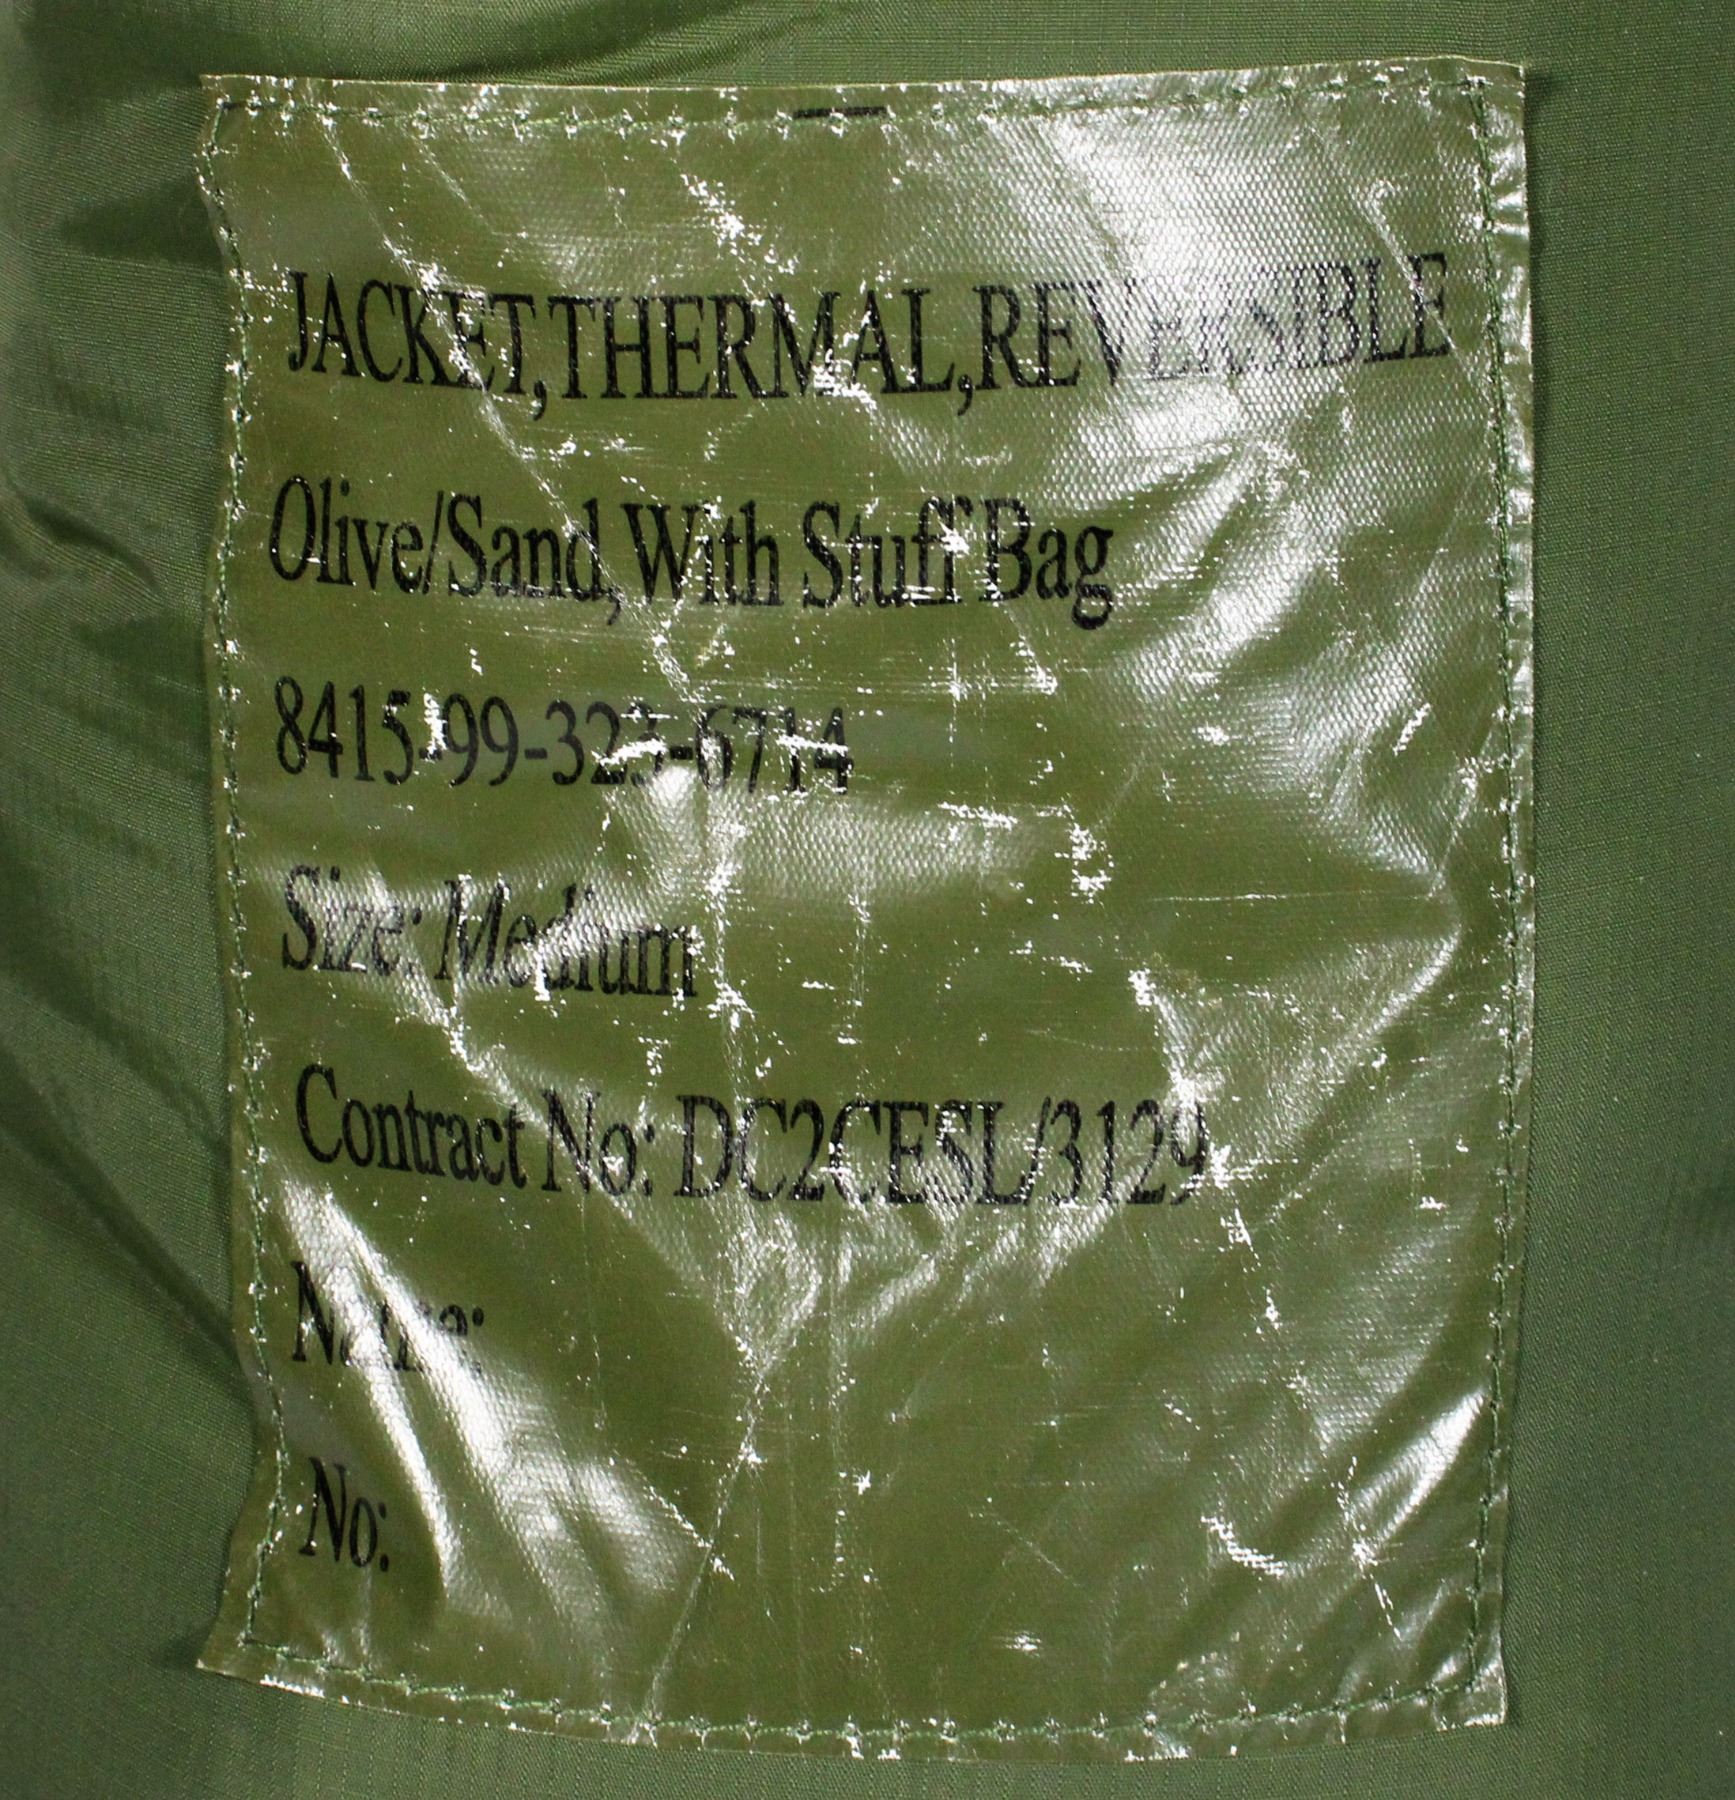 JACKET,THERMAL,REVERSIBLE
Olive/Sand,With Stuff Bag
8415-99-323-6714
Size: Medium
Contract No: DC2CESL/3129
Name:
No: